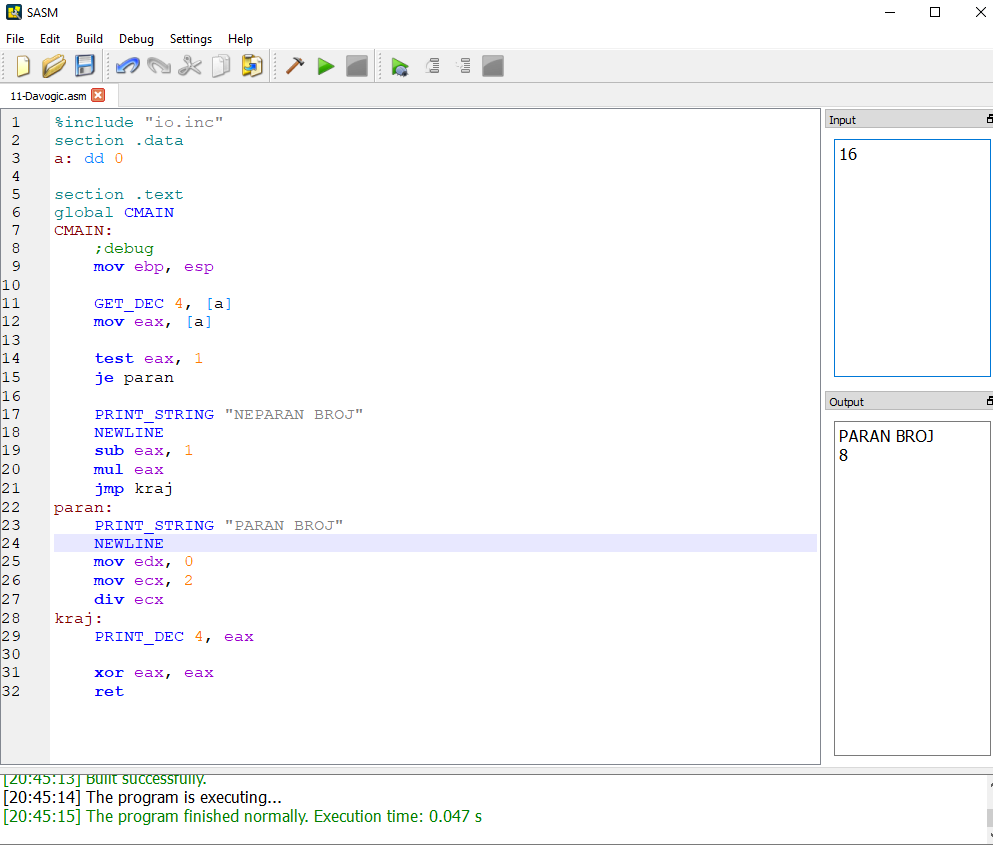 SASM
File Edit Build Debug Settings Help
11-Davogic.asm
1 %include "io.inc"
2 section .data
3 a: dd 0
4
5 section .text
6 global CMAIN
7 CMAIN:
8 ;debug
9 mov ebp, esp
10
11 GET_DEC 4, [a]
12 mov eax, [a]
13
14 test eax, 1
15 je paran
16
17 PRINT_STRING "NEPARAN BROJ"
18 NEWLINE
19 sub eax, 1
20 mul eax
21 jmp kraj
22 paran:
23 PRINT_STRING "PARAN BROJ"
24 NEWLINE
25 mov edx, 0
26 mov ecx, 2
27 div ecx
28 kraj:
29 PRINT_DEC 4, eax
30
31 xor eax, eax
32 ret
Input
16
Output
PARAN BROJ
8
[20:45:13] Built successfully.
[20:45:14] The program is executing...
[20:45:15] The program finished normally. Execution time: 0.047 s